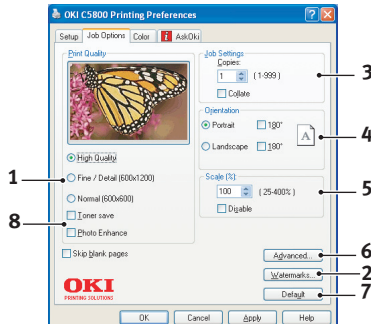 OKI C5800 Printing Preferences
Setup Job Options Color AskOki
Print Quality
High Quality
Fine / Detail (600x1200)
Normal (600x600)
Toner save
Photo Enhance
Skip blank pages
OKI
PRINTING SOLUTIONS
Job Settings
Copies:
1 (1-999)
Collate
Orientation
Portrait 180°
Landscape 180°
A
Scale (%)
100 (25-400%)
Disable
Advanced...
Watermarks...
Default
OK Cancel Apply Help
1
8
3
4
5
6
2
7